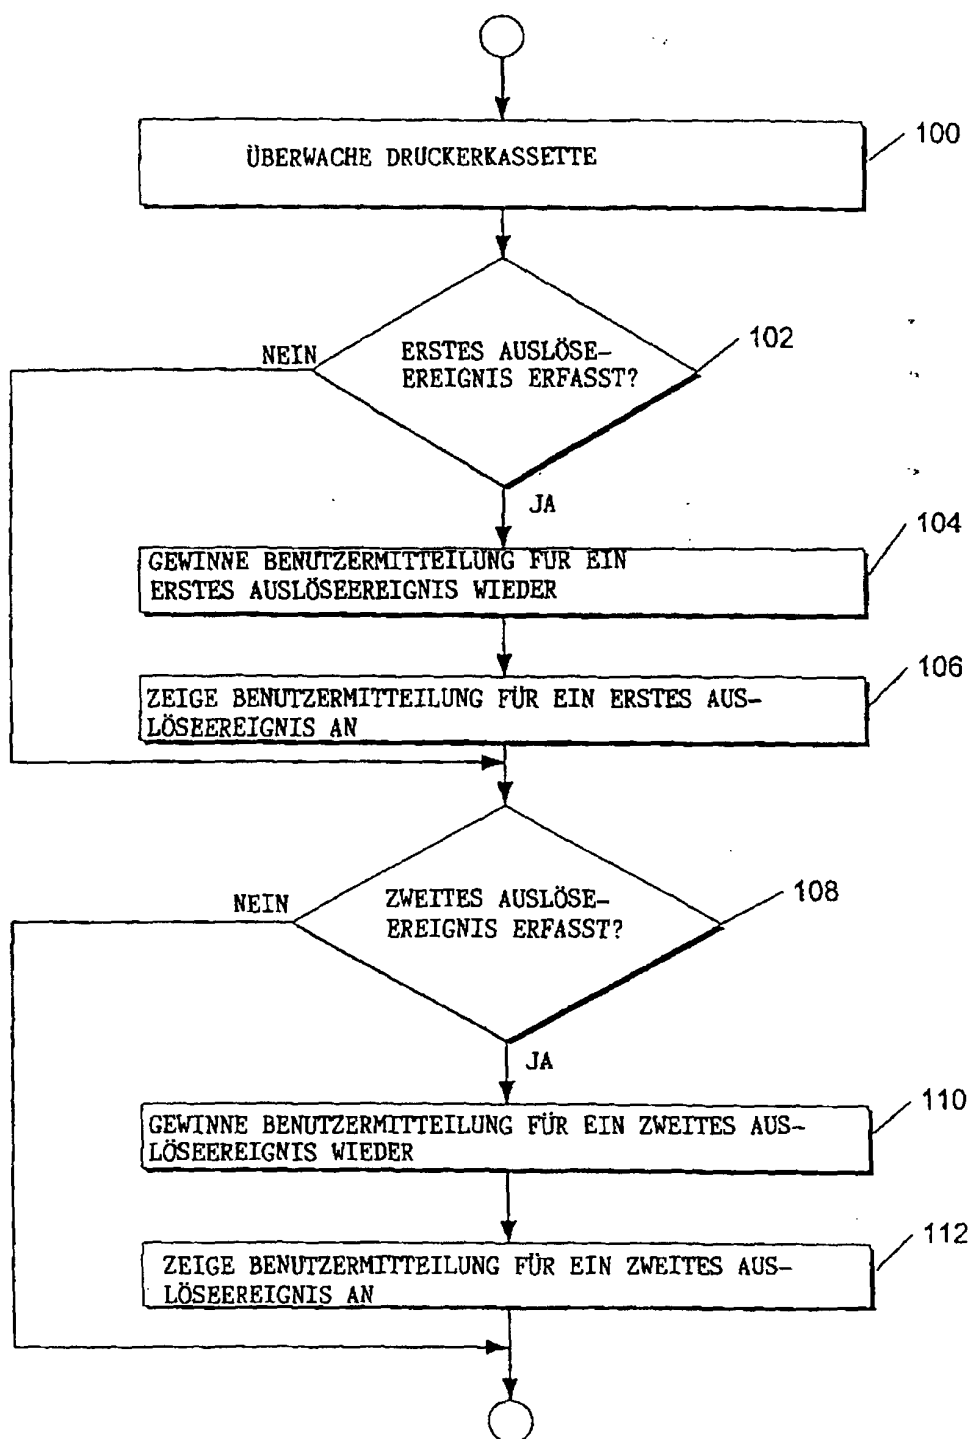 ÜBERWACHE DRUCKERKASSETTE
100
ERSTES AUSLÖSE-
EREIGNIS ERFASST?
102
NEIN
JA
104
GEWINNE BENUTZERMITTEILUNG FÜR EIN
ERSTES AUSLÖSEEREIGNIS WIEDER
106
ZEIGE BENUTZERMITTEILUNG FÜR EIN ERSTES AUS-
LÖSEEREIGNIS AN
ZWEITES AUSLÖSE-
EREIGNIS ERFASST?
108
NEIN
JA
110
GEWINNE BENUTZERMITTEILUNG FÜR EIN ZWEITES AUS-
LÖSEEREIGNIS WIEDER
112
ZEIGE BENUTZERMITTEILUNG FÜR EIN ZWEITES AUS-
LÖSEEREIGNIS AN